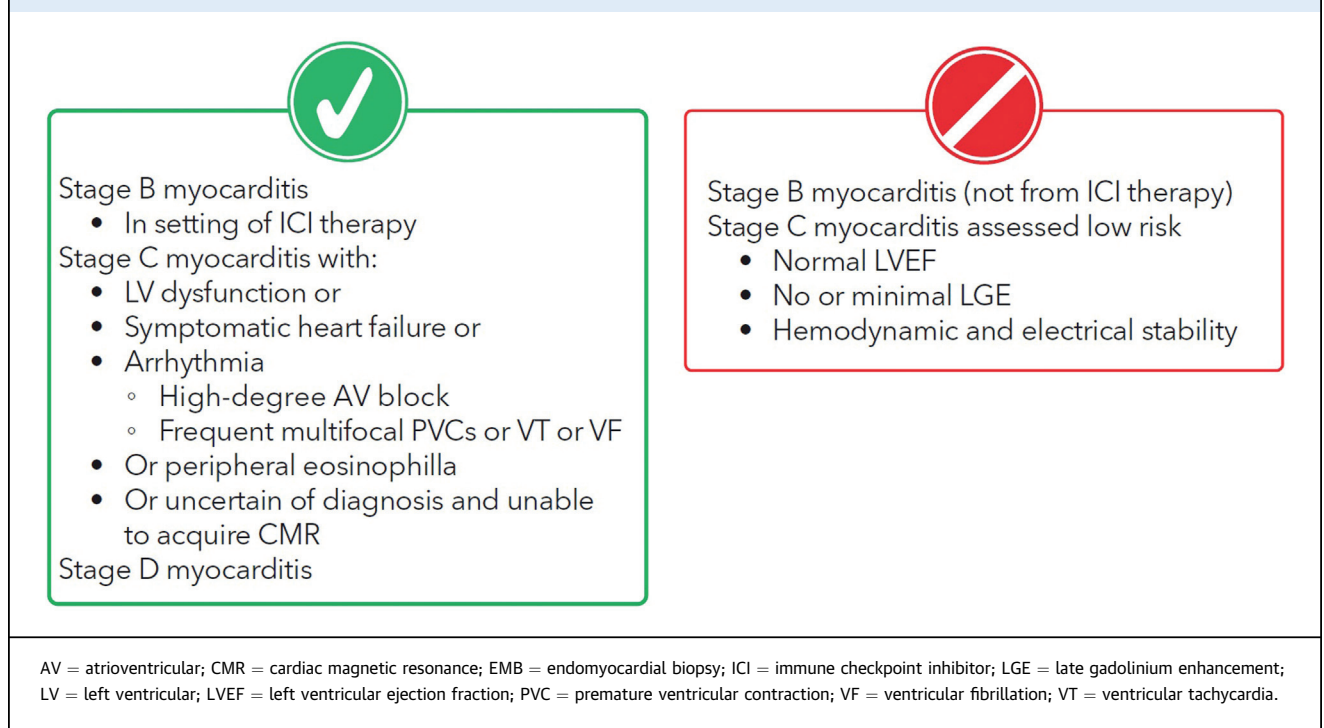 Stage B myocarditis
• In setting of ICI therapy
Stage C myocarditis with:
• LV dysfunction or
• Symptomatic heart failure or
• Arrhythmia
◦ High-degree AV block
◦ Frequent multifocal PVCs or VT or VF
• Or peripheral eosinophilla
• Or uncertain of diagnosis and unable
to acquire CMR
Stage D myocarditis
Stage B myocarditis (not from ICI therapy)
Stage C myocarditis assessed low risk
• Normal LVEF
• No or minimal LGE
• Hemodynamic and electrical stability
AV = atrioventricular; CMR = cardiac magnetic resonance; EMB = endomyocardial biopsy; ICI = immune checkpoint inhibitor; LGE = late gadolinium enhancement;
LV = left ventricular; LVEF = left ventricular ejection fraction; PVC = premature ventricular contraction; VF = ventricular fibrillation; VT = ventricular tachycardia.